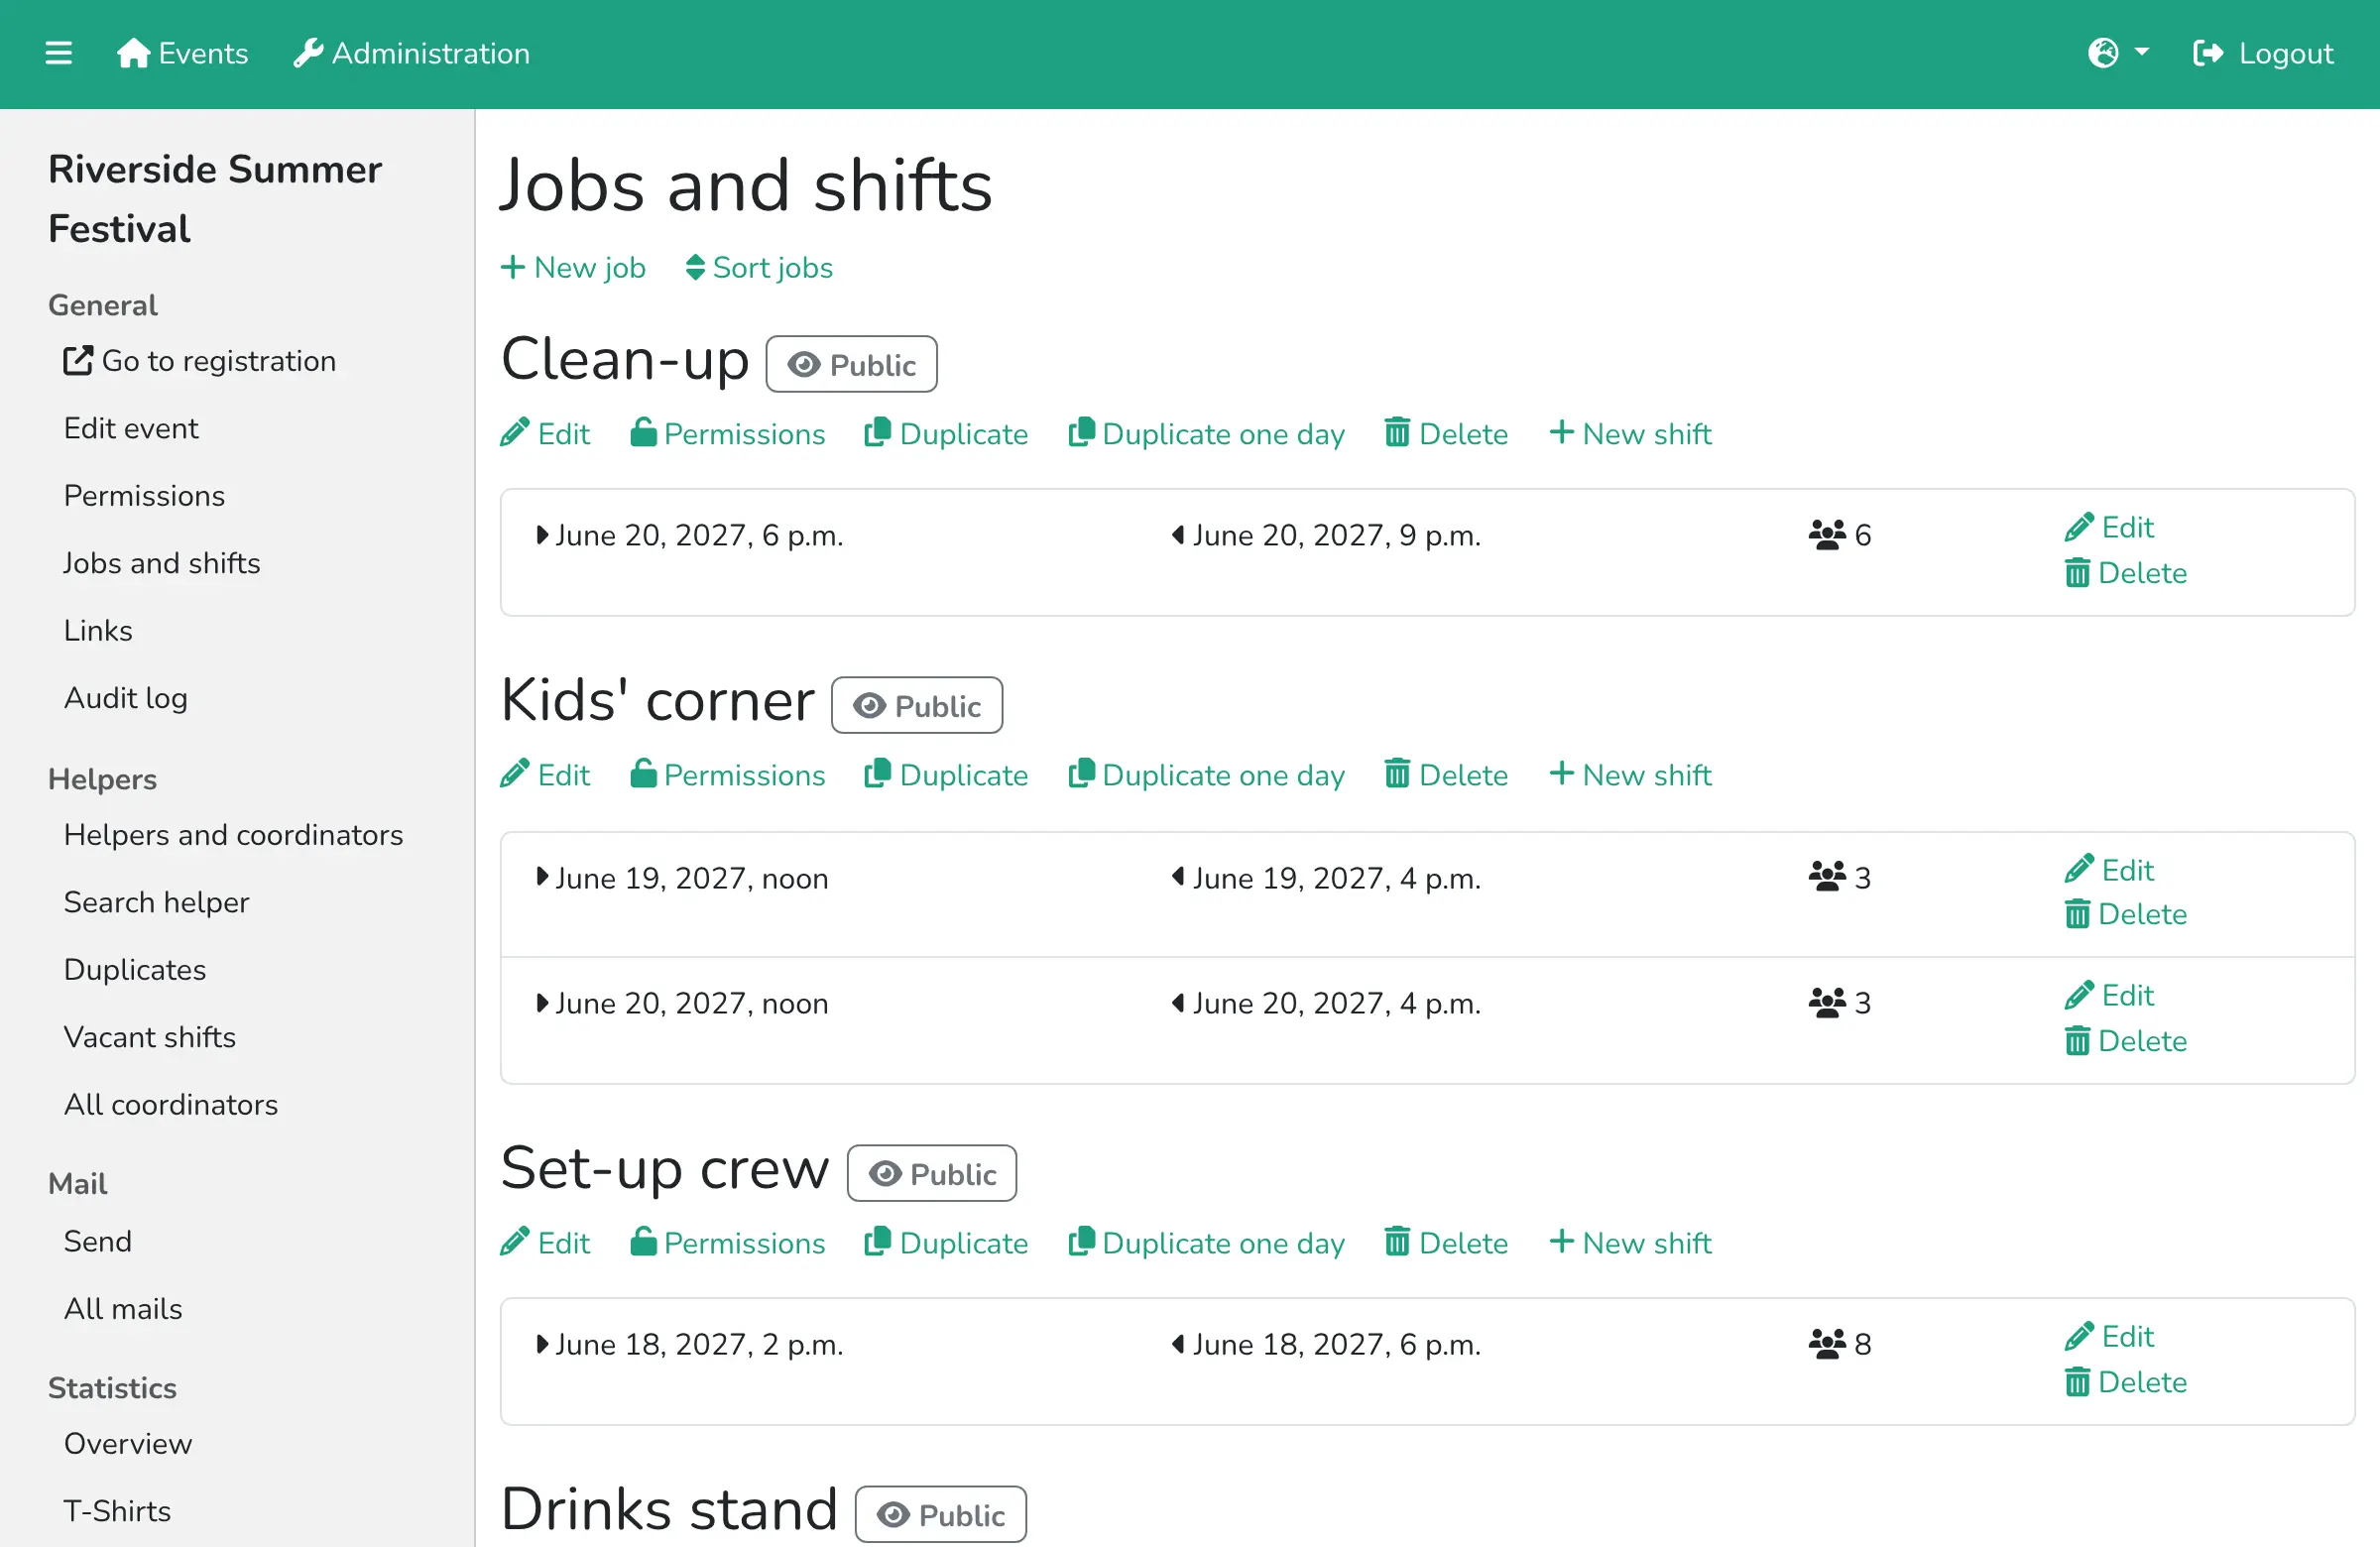 Events Administration Logout
Riverside Summer
Festival
General
Go to registration
Edit event
Permissions
Jobs and shifts
Links
Audit log
Helpers
Helpers and coordinators
Search helper
Duplicates
Vacant shifts
All coordinators
Mail
Send
All mails
Statistics
Overview
T-Shirts
Jobs and shifts
New job Sort jobs
Clean-up Public
Edit Permissions Duplicate Duplicate one day Delete New shift
June 20, 2027, 6 p.m. June 20, 2027, 9 p.m. 6 Edit
Delete
Kids' corner Public
Edit Permissions Duplicate Duplicate one day Delete New shift
June 19, 2027, noon June 19, 2027, 4 p.m. 3 Edit
Delete
June 20, 2027, noon June 20, 2027, 4 p.m. 3 Edit
Delete
Set-up crew Public
Edit Permissions Duplicate Duplicate one day Delete New shift
June 18, 2027, 2 p.m. June 18, 2027, 6 p.m. 8 Edit
Delete
Drinks stand Public